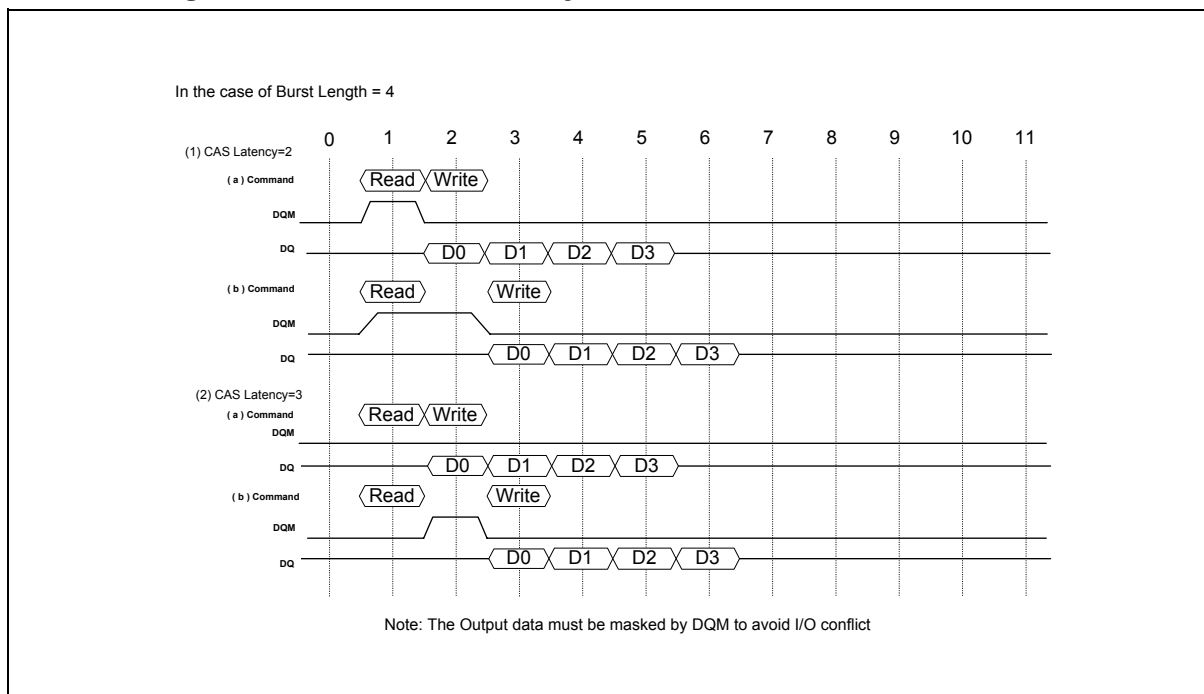 In the case of Burst Length = 4
0 1 2 3 4 5 6 7 8 9 10 11
(1) CAS Latency=2
( a ) Command Read Write
DQM
DQ D0 D1 D2 D3
( b ) Command Read Write
DQM
DQ D0 D1 D2 D3
(2) CAS Latency=3
( a ) Command Read Write
DQM
DQ D0 D1 D2 D3
( b ) Command Read Write
DQM
DQ D0 D1 D2 D3
Note: The Output data must be masked by DQM to avoid I/O conflict